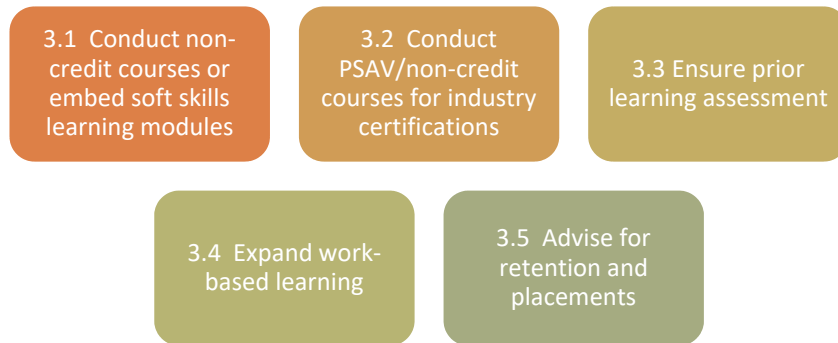 3.1 Conduct non-
credit courses or
embed soft skills
learning modules
3.2 Conduct
PSAV/non-credit
courses for industry
certifications
3.3 Ensure prior
learning assessment
3.4 Expand work-
based learning
3.5 Advise for
retention and
placements